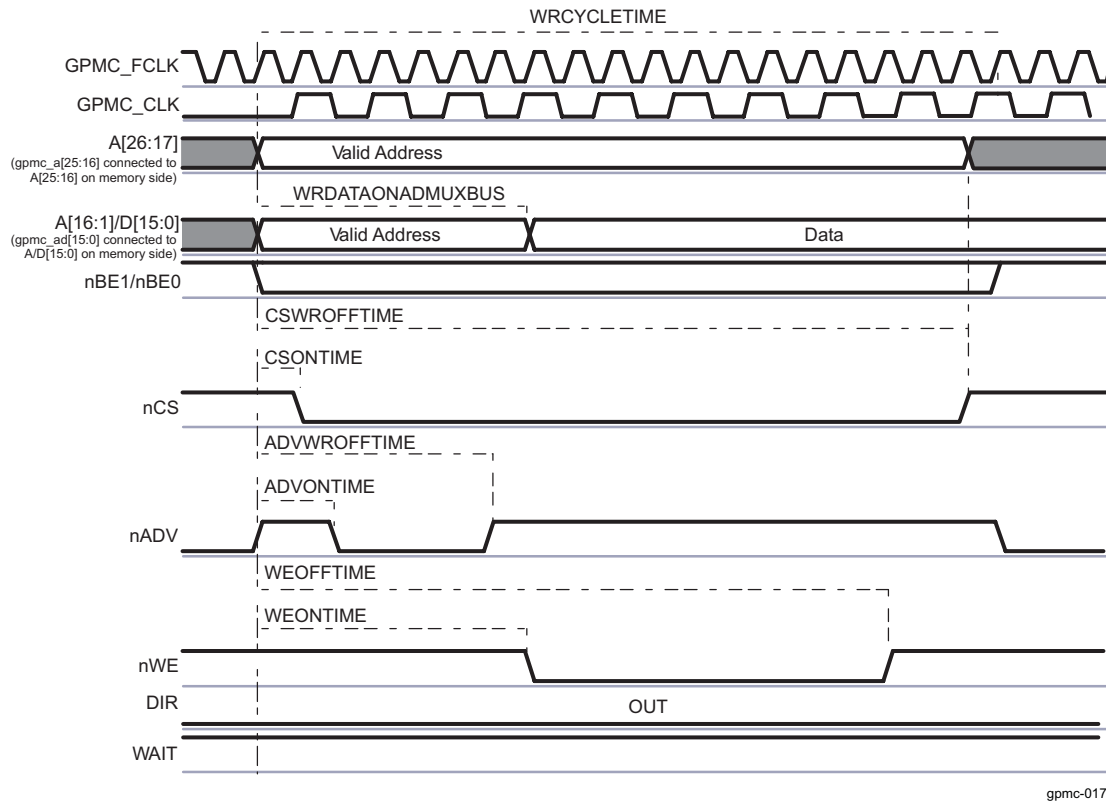 WRCYCLETIME
GPMC_FCLK
GPMC_CLK
A[26:17]
(gpmc_a[25:16] connected to
A[25:16] on memory side)
Valid Address
WRDATAONADMUXBUS
A[16:1]/D[15:0]
(gpmc_ad[15:0] connected to
A/D[15:0] on memory side)
Valid Address
Data
nBE1/nBE0
CSWROFFTIME
CSONTIME
nCS
ADVWROFFTIME
ADVONTIME
nADV
WEOFFTIME
WEONTIME
nWE
DIR
OUT
WAIT
gpmc-017